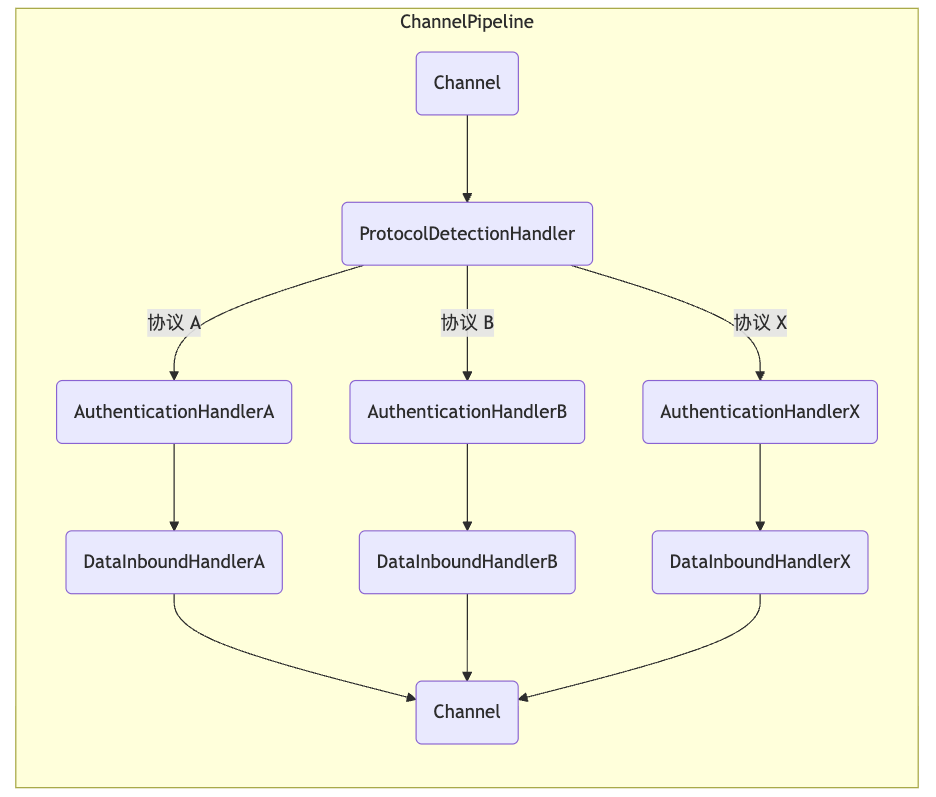 ChannelPipeline
Channel
ProtocolDetectionHandler
协议 A
协议 B
协议 X
AuthenticationHandlerA
AuthenticationHandlerB
AuthenticationHandlerX
DataInboundHandlerA
DataInboundHandlerB
DataInboundHandlerX
Channel